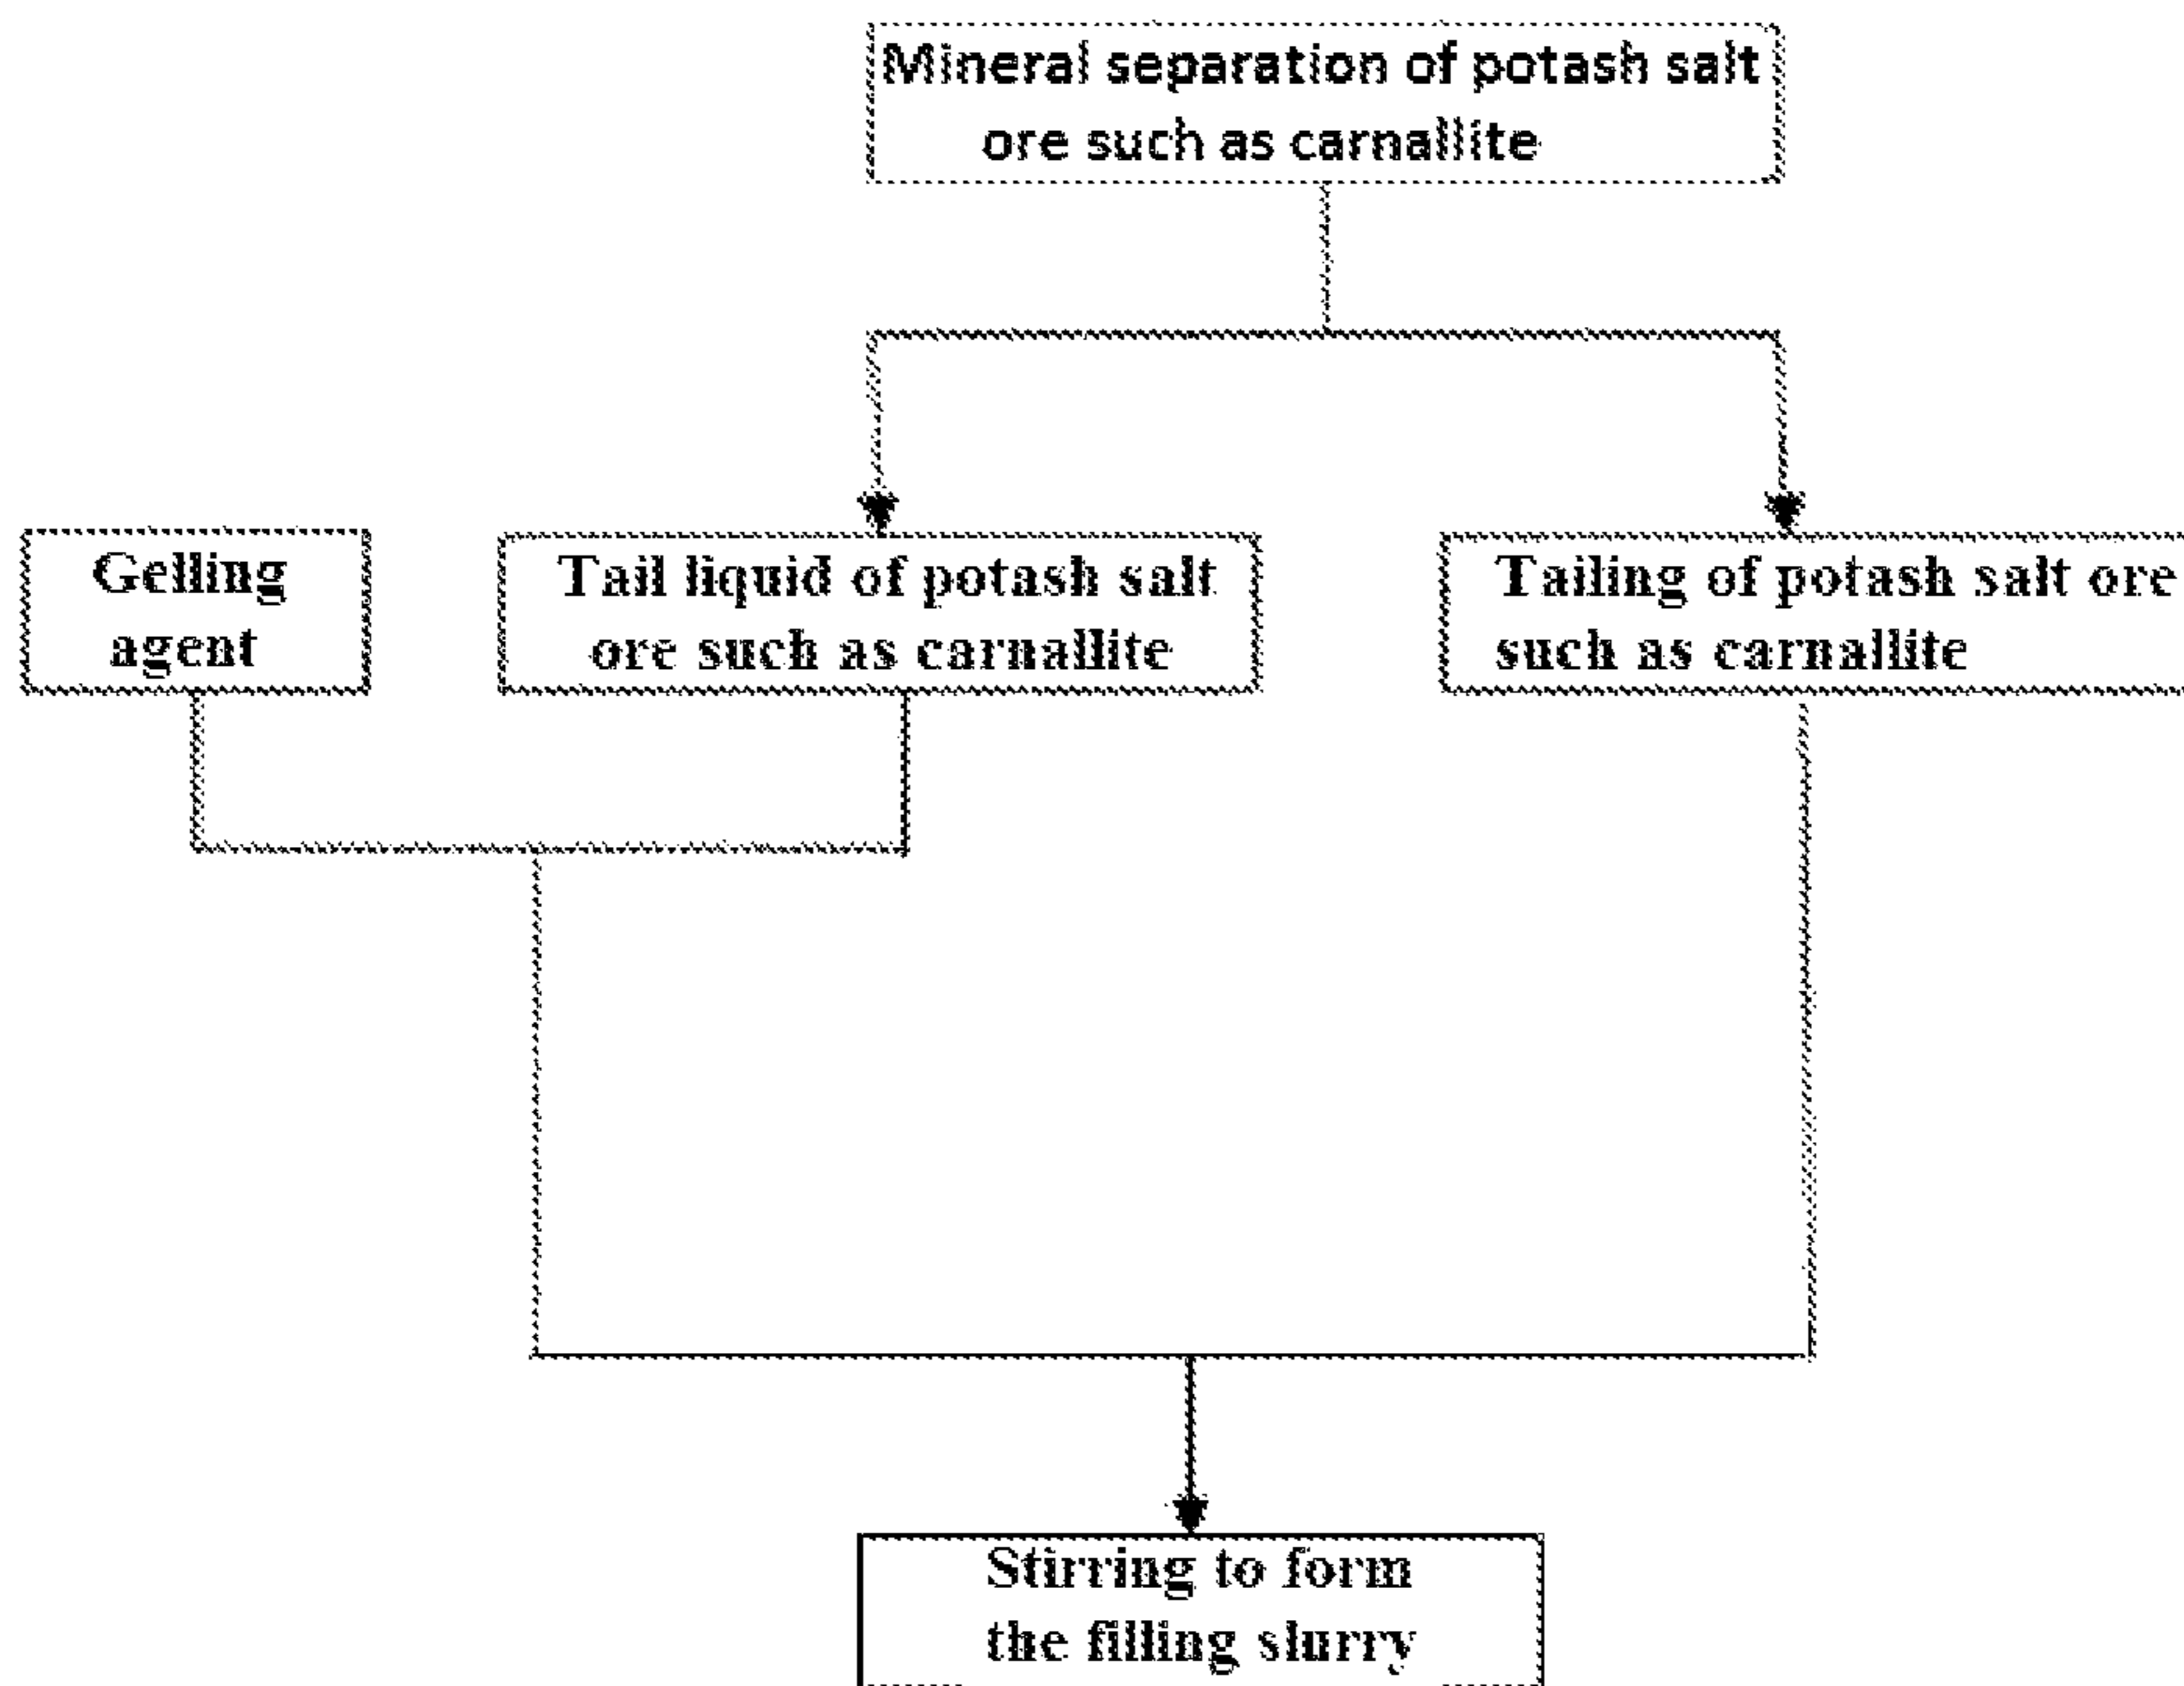 Mineral separation of potash salt
ore such as carnallite
Gelling
agent
Tail liquid of potash salt
ore such as carnallite
Tailing of potash salt ore
such as carnallite
Stirring to form
the filling slurry